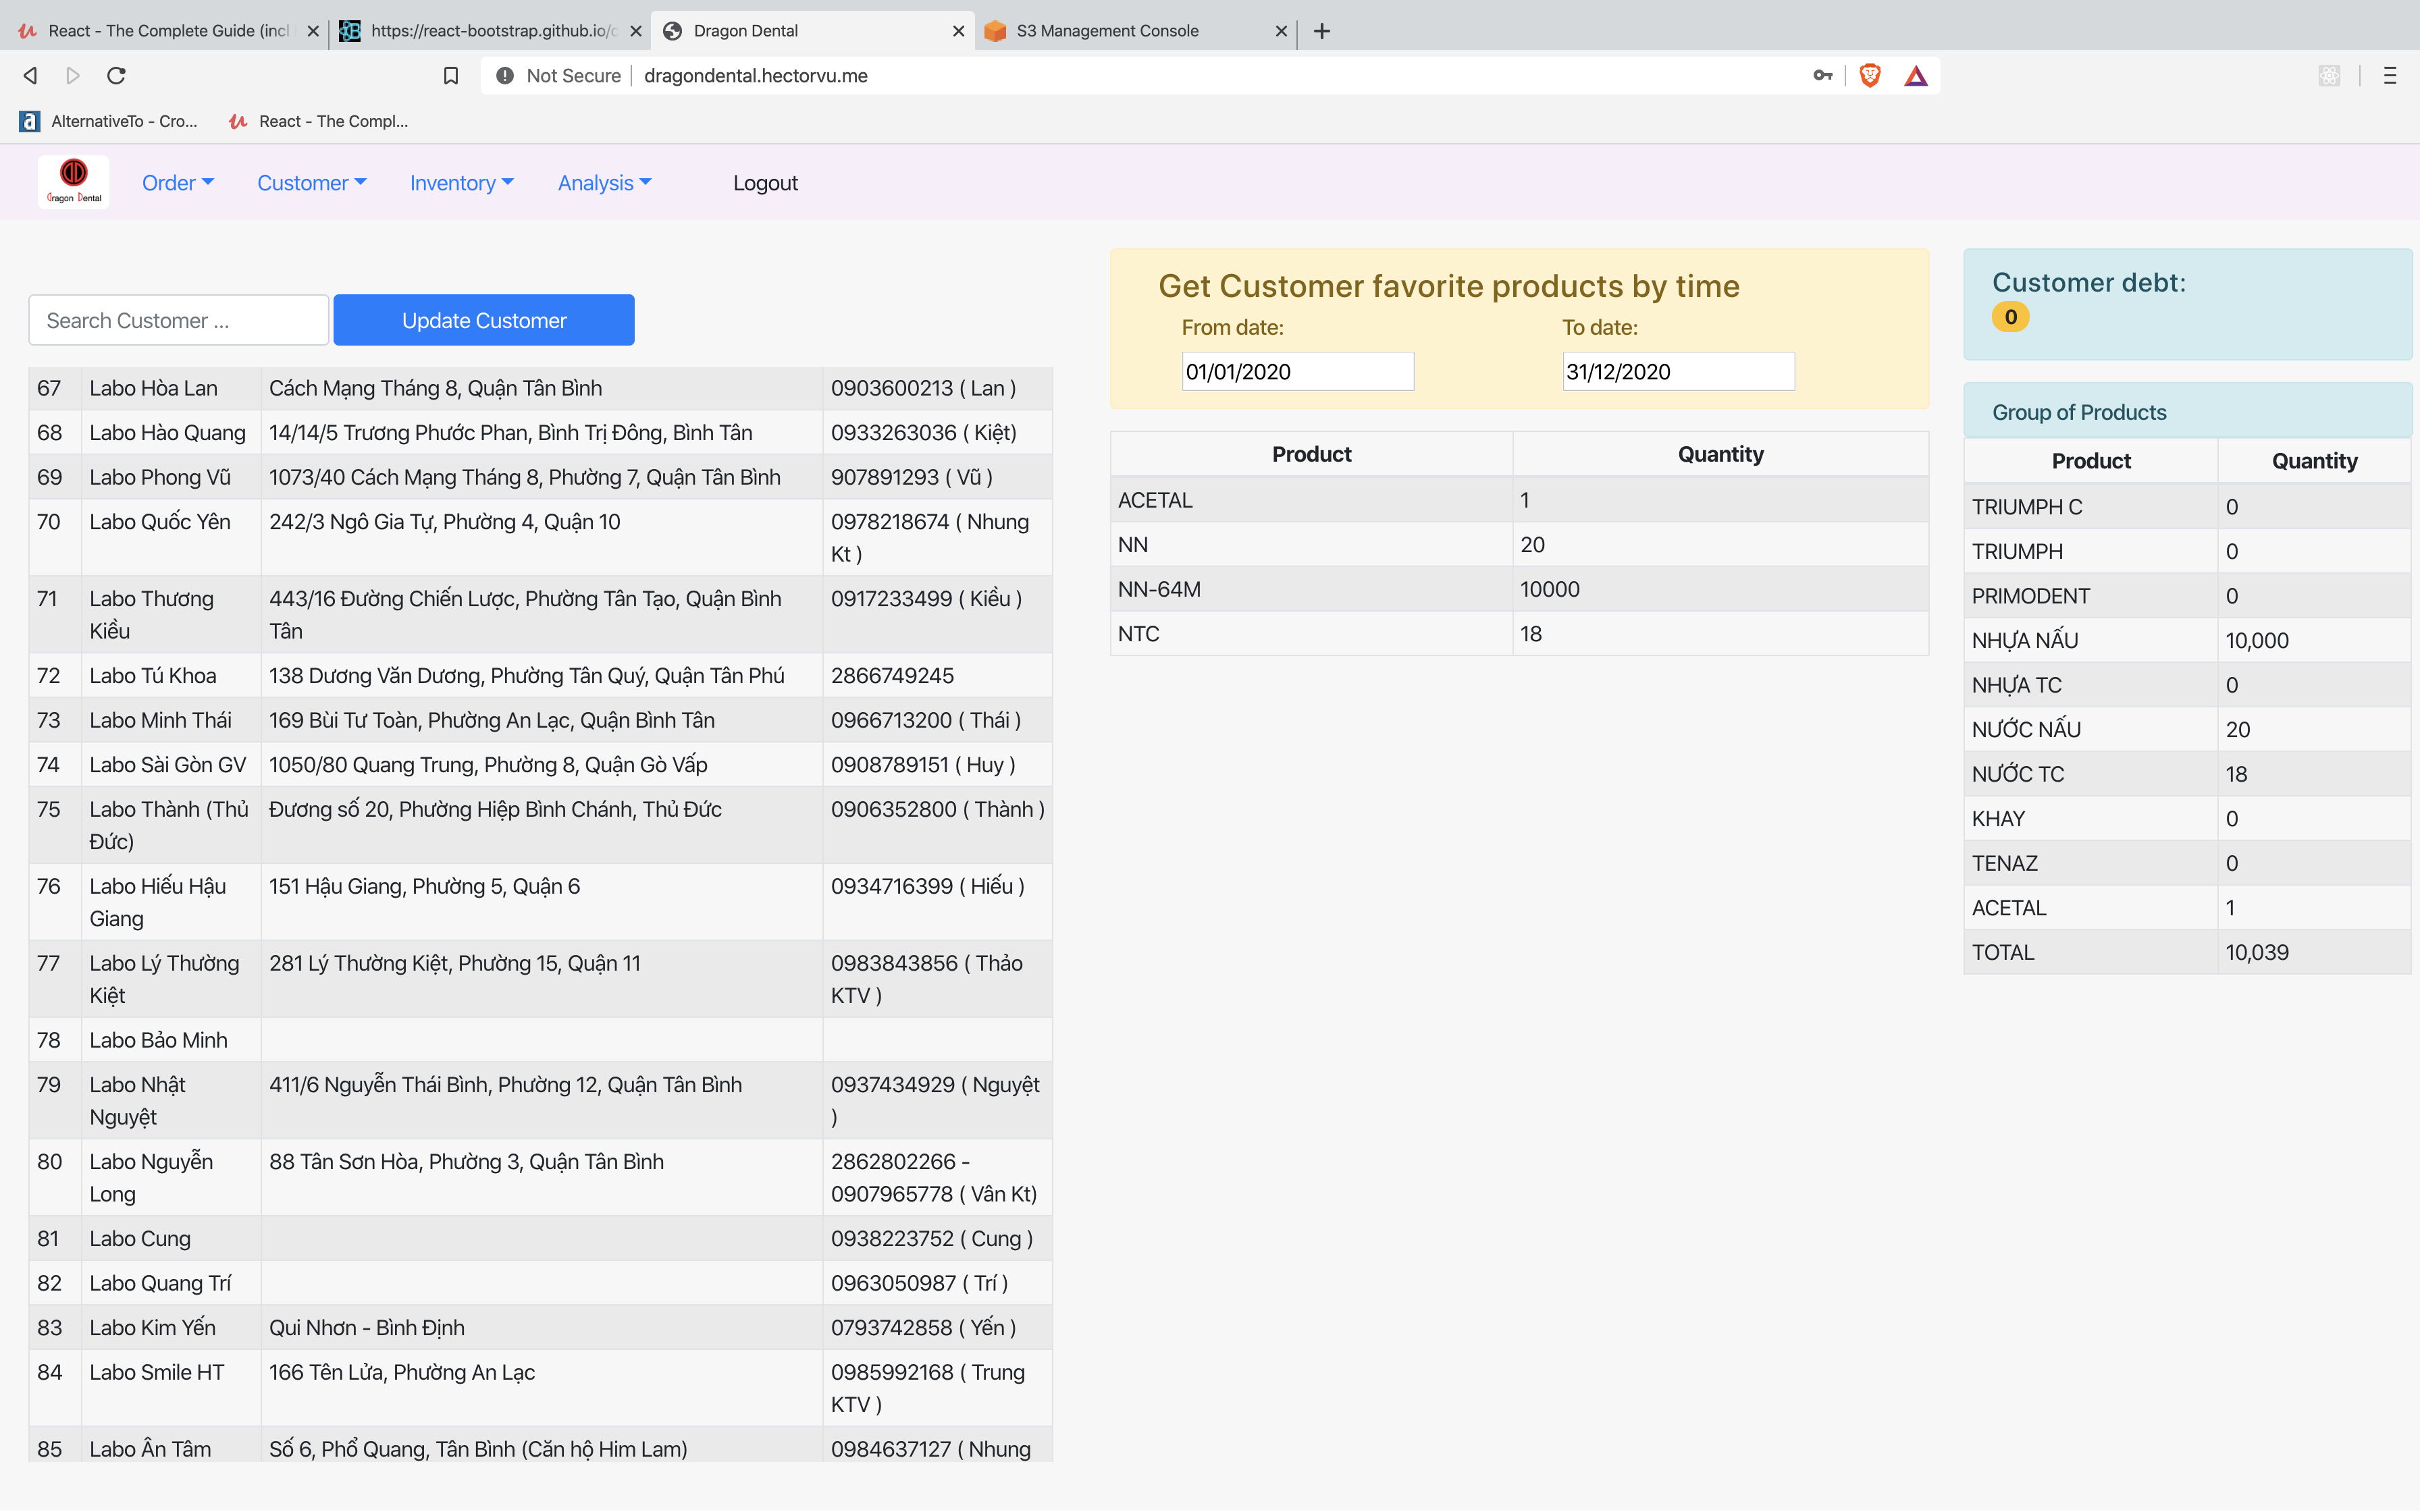 React - The Complete Guide (incl
https://react-bootstrap.github.io/c
Dragon Dental
S3 Management Console
Not Secure
dragondental.hectorvu.me
AlternativeTo - Cro...
React - The Compl...
Dragon Dental
Order
Customer
Inventory
Analysis
Logout
Search Customer ...
Update Customer
67 Labo Hòa Lan Cách Mạng Tháng 8, Quận Tân Bình 0903600213 ( Lan )
68 Labo Hào Quang 14/14/5 Trương Phước Phan, Bình Trị Đông, Bình Tân 0933263036 ( Kiệt)
69 Labo Phong Vũ 1073/40 Cách Mạng Tháng 8, Phường 7, Quận Tân Bình 907891293 ( Vũ )
70 Labo Quốc Yên 242/3 Ngô Gia Tự, Phường 4, Quận 10 0978218674 ( Nhung
Kt )
71 Labo Thương 443/16 Đường Chiến Lược, Phường Tân Tạo, Quận Bình 0917233499 ( Kiều )
Kiều Tân
72 Labo Tú Khoa 138 Dương Văn Dương, Phường Tân Quý, Quận Tân Phú 2866749245
73 Labo Minh Thái 169 Bùi Tư Toàn, Phường An Lạc, Quận Bình Tân 0966713200 ( Thái )
74 Labo Sài Gòn GV 1050/80 Quang Trung, Phường 8, Quận Gò Vấp 0908789151 ( Huy )
75 Labo Thành (Thủ Đương số 20, Phường Hiệp Bình Chánh, Thủ Đức 0906352800 ( Thành )
Đức)
76 Labo Hiếu Hậu 151 Hậu Giang, Phường 5, Quận 6 0934716399 ( Hiếu )
Giang
77 Labo Lý Thường 281 Lý Thường Kiệt, Phường 15, Quận 11 0983843856 ( Thảo
Kiệt KTV )
78 Labo Bảo Minh
79 Labo Nhật 411/6 Nguyễn Thái Bình, Phường 12, Quận Tân Bình 0937434929 ( Nguyệt
Nguyệt )
80 Labo Nguyễn 88 Tân Sơn Hòa, Phường 3, Quận Tân Bình 2862802266 -
Long 0907965778 ( Vân Kt)
81 Labo Cung 0938223752 ( Cung )
82 Labo Quang Trí 0963050987 ( Trí )
83 Labo Kim Yến Qui Nhơn - Bình Định 0793742858 ( Yến )
84 Labo Smile HT 166 Tên Lửa, Phường An Lạc 0985992168 ( Trung
KTV )
85 Labo Ân Tâm Số 6, Phổ Quang, Tân Bình (Căn hộ Him Lam) 0984637127 ( Nhung
Get Customer favorite products by time
From date: To date:
01/01/2020 31/12/2020
Product Quantity
ACETAL 1
NN 20
NN-64M 10000
NTC 18
Customer debt:
0
Group of Products
Product Quantity
TRIUMPH C 0
TRIUMPH 0
PRIMODENT 0
NHỰA NẤU 10,000
NHỰA TC 0
NƯỚC NẤU 20
NƯỚC TC 18
KHAY 0
TENAZ 0
ACETAL 1
TOTAL 10,039